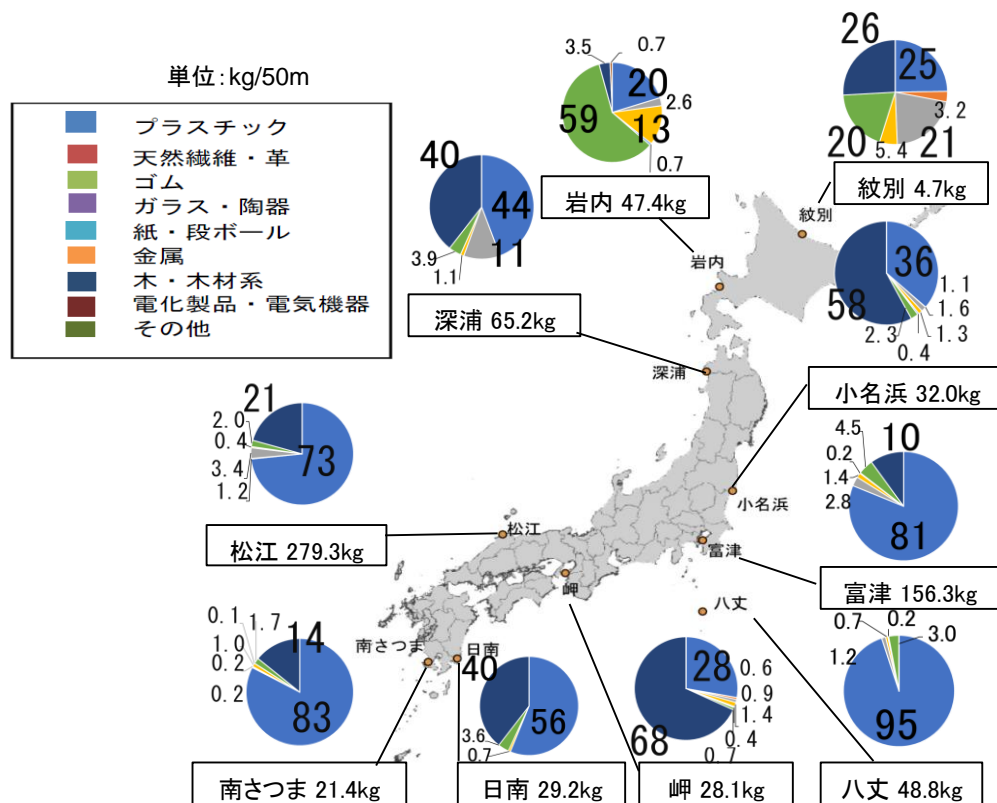 単位：kg/50m
プラスチック
天然繊維・革
ゴム
ガラス・陶器
紙・段ボール
金属
木・木材系
電化製品・電気機器
その他
3.5
0.7
20
2.6
13
0.7
59
岩内 47.4kg
26
25
3.2
21
5.4
20
紋別 4.7kg
紋別
岩内
40
44
11
1.1
3.9
深浦 65.2kg
深浦
36
1.1
1.6
1.3
0.4
2.3
58
小名浜 32.0kg
小名浜
21
2.0
0.4
3.4
1.2
73
松江 279.3kg
松江
4.5
10
0.2
1.4
2.8
81
富津 156.3kg
富津
岬
八丈
南さつま
日南
0.1
1.7
14
1.0
0.2
0.2
83
南さつま 21.4kg
40
56
3.6
0.7
日南 29.2kg
28
0.6
0.9
1.4
0.4
0.7
68
岬 28.1kg
0.7
0.2
3.0
1.2
95
八丈 48.8kg